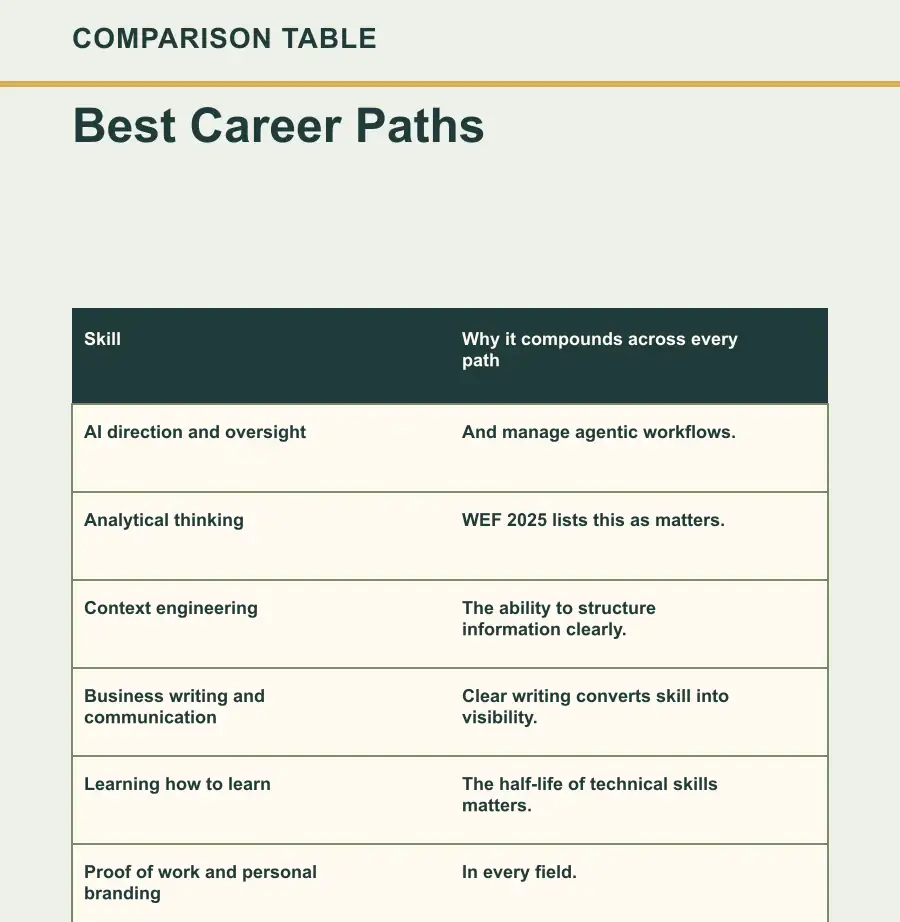 COMPARISON TABLE
Best Career Paths
Skill
Why it compounds across every
path
AI direction and oversight
And manage agentic workflows.
Analytical thinking
WEF 2025 lists this as matters.
Context engineering
The ability to structure
information clearly.
Business writing and
communication
Clear writing converts skill into
visibility.
Learning how to learn
The half-life of technical skills
matters.
Proof of work and personal
branding
In every field.